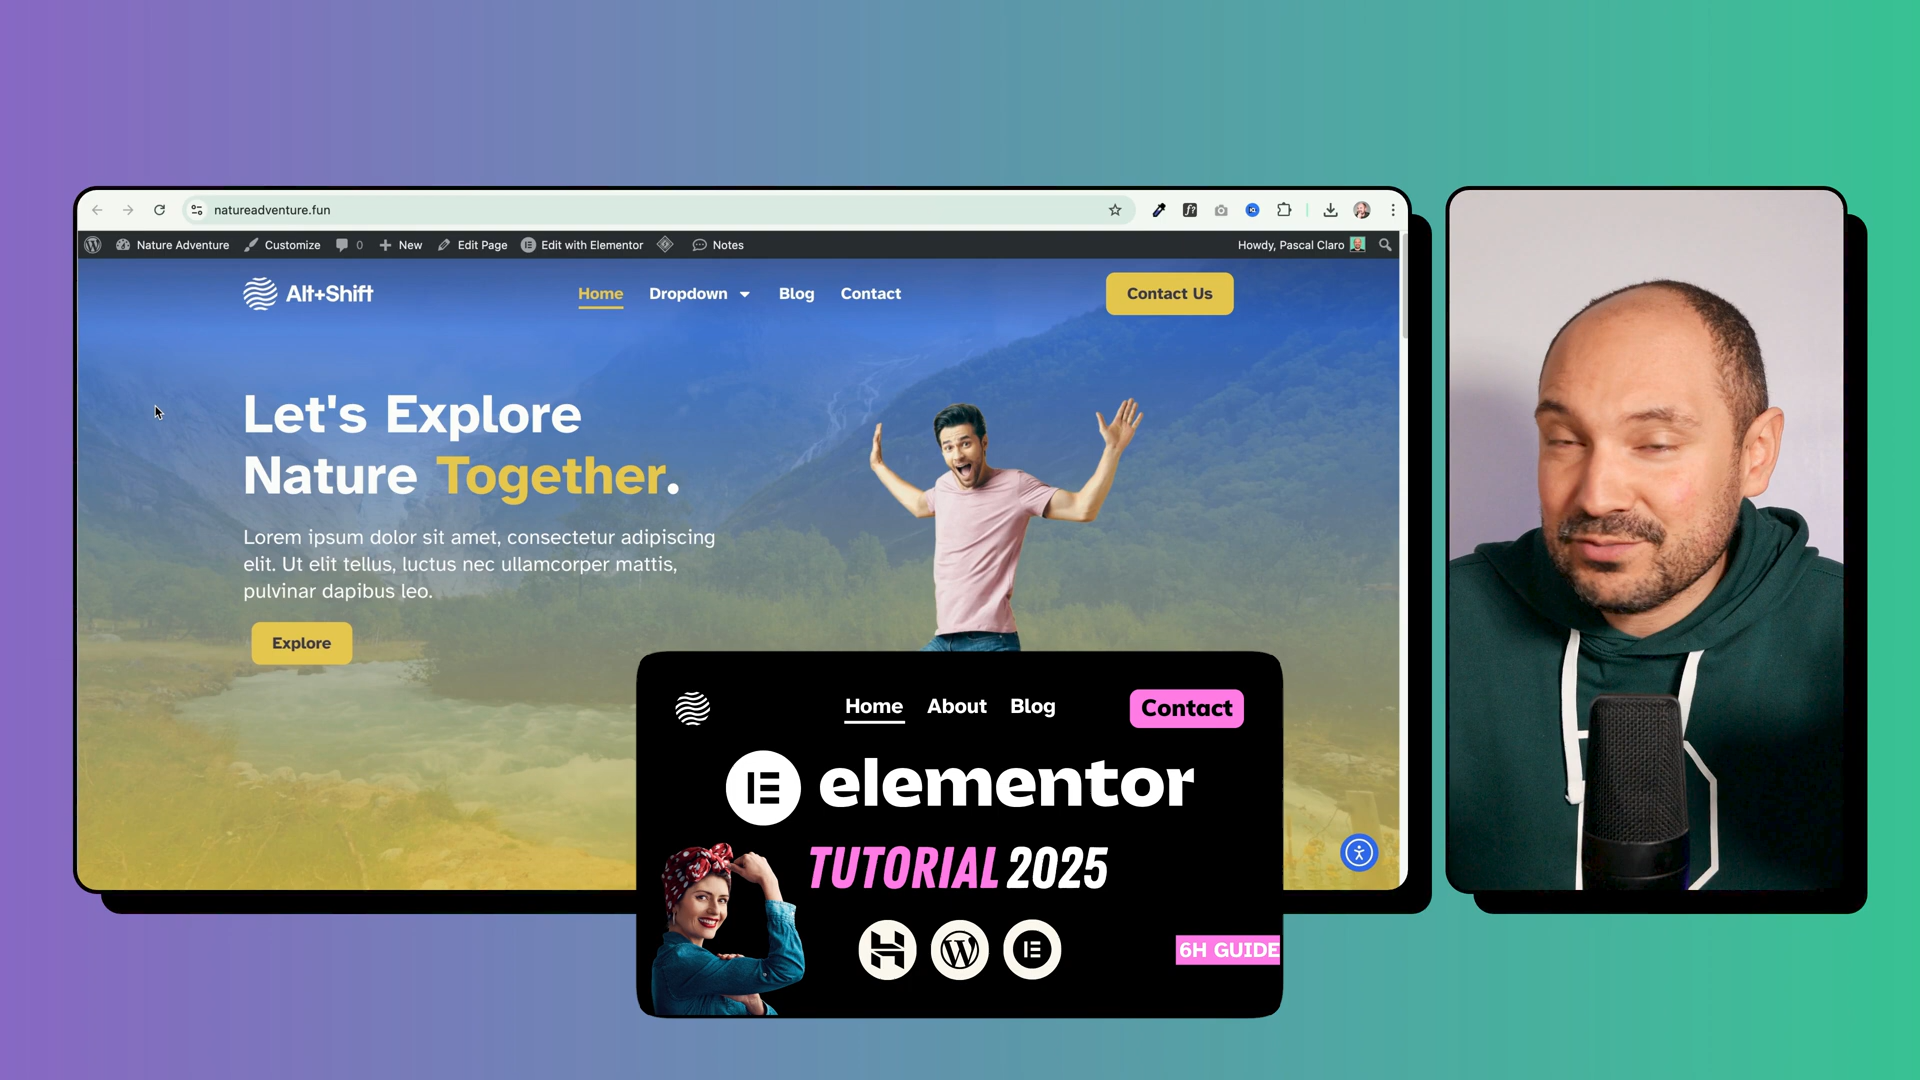 natureadventure.fun
Nature Adventure Customize 0 New Edit Page Edit with Elementor Notes Howdy, Pascal Claro
Alt+Shift Home Dropdown Blog Contact Contact Us
Let's Explore
Nature Together.
Lorem ipsum dolor sit amet, consectetur adipiscing
elit. Ut elit tellus, luctus nec ullamcorper mattis,
pulvinar dapibus leo.
Explore
Home About Blog Contact
elementor
TUTORIAL 2025
6H GUIDE